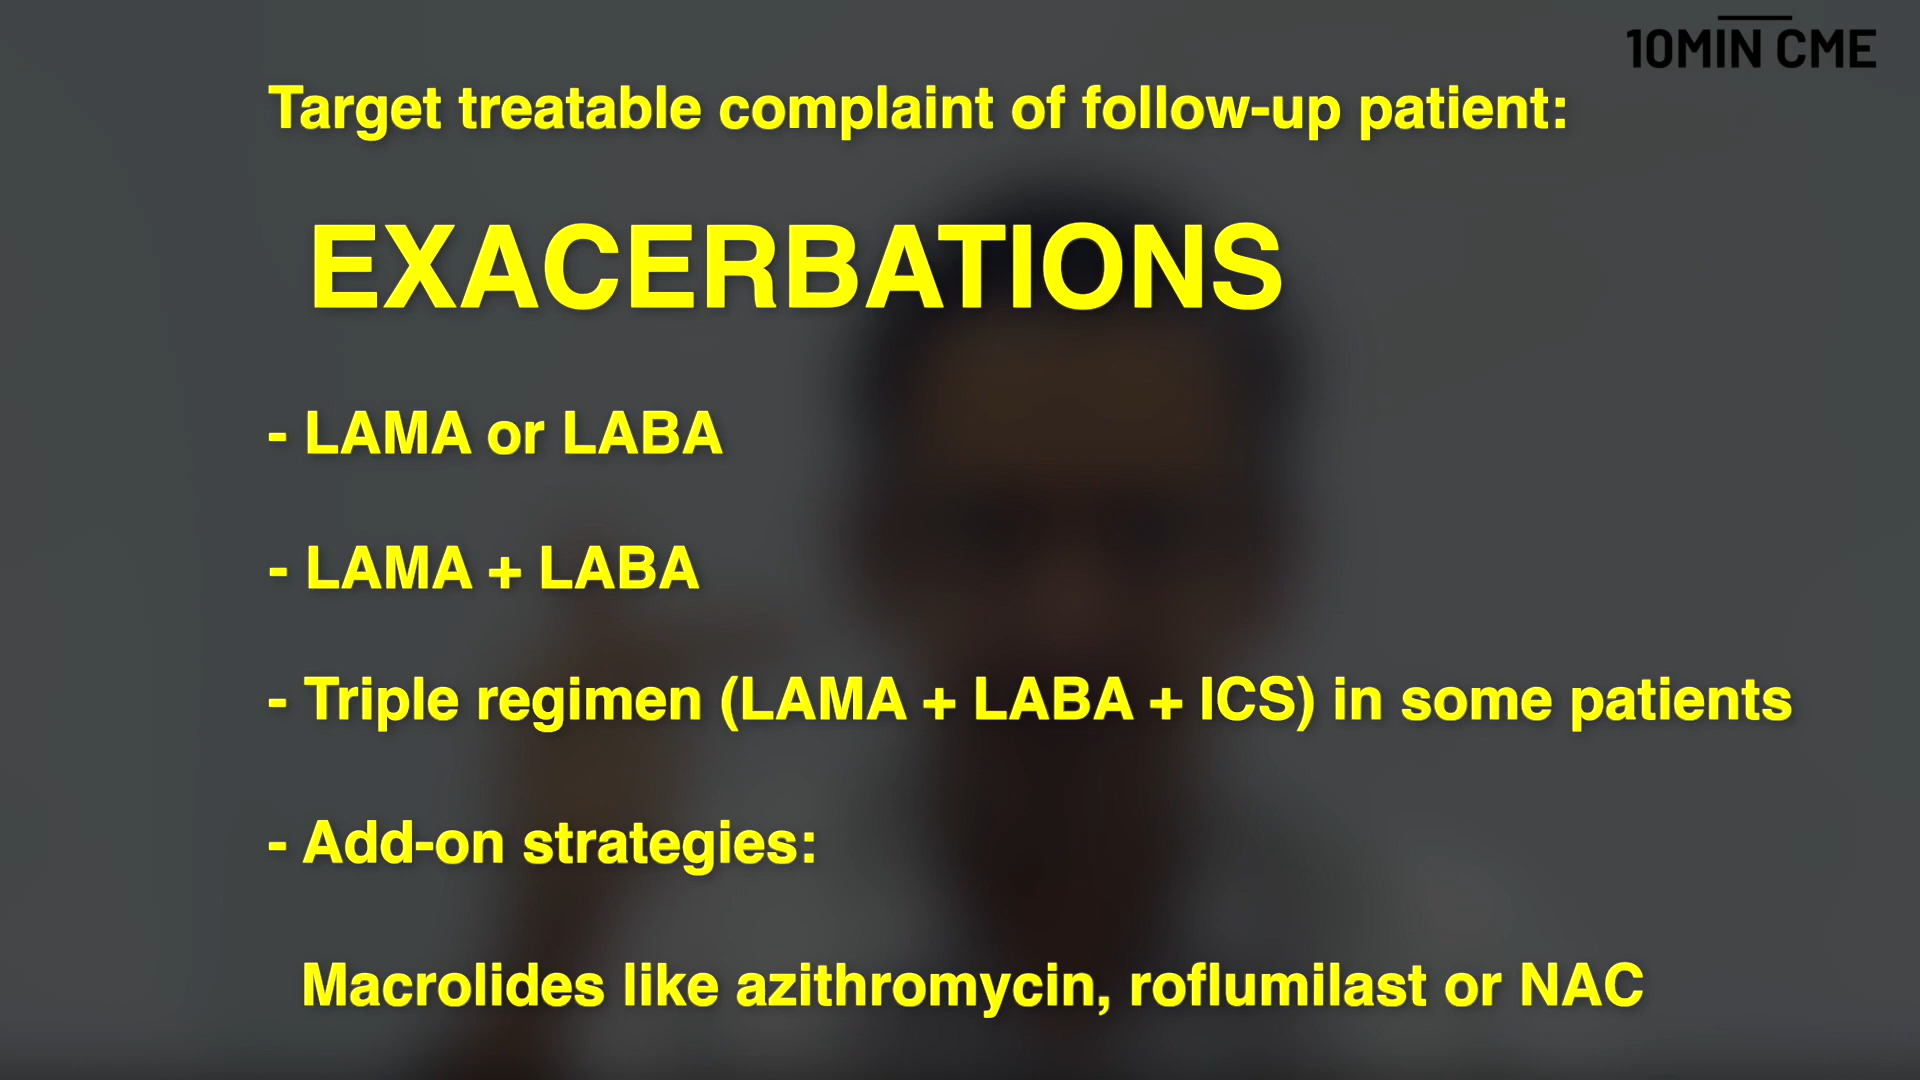 10MIN CME
Target treatable complaint of follow-up patient:
EXACERBATIONS
- LAMA or LABA
- LAMA + LABA
- Triple regimen (LAMA + LABA + ICS) in some patients
- Add-on strategies:
Macrolides like azithromycin, roflumilast or NAC